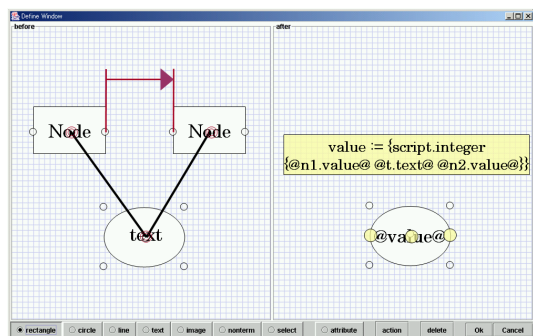 Define Window
before
after
Node
Node
text
value := {script.integer
{@n1.value@ @t.text@ @n2.value@}}
@value@
rectangle circle line text image nonterm select attribute action delete Ok Cancel